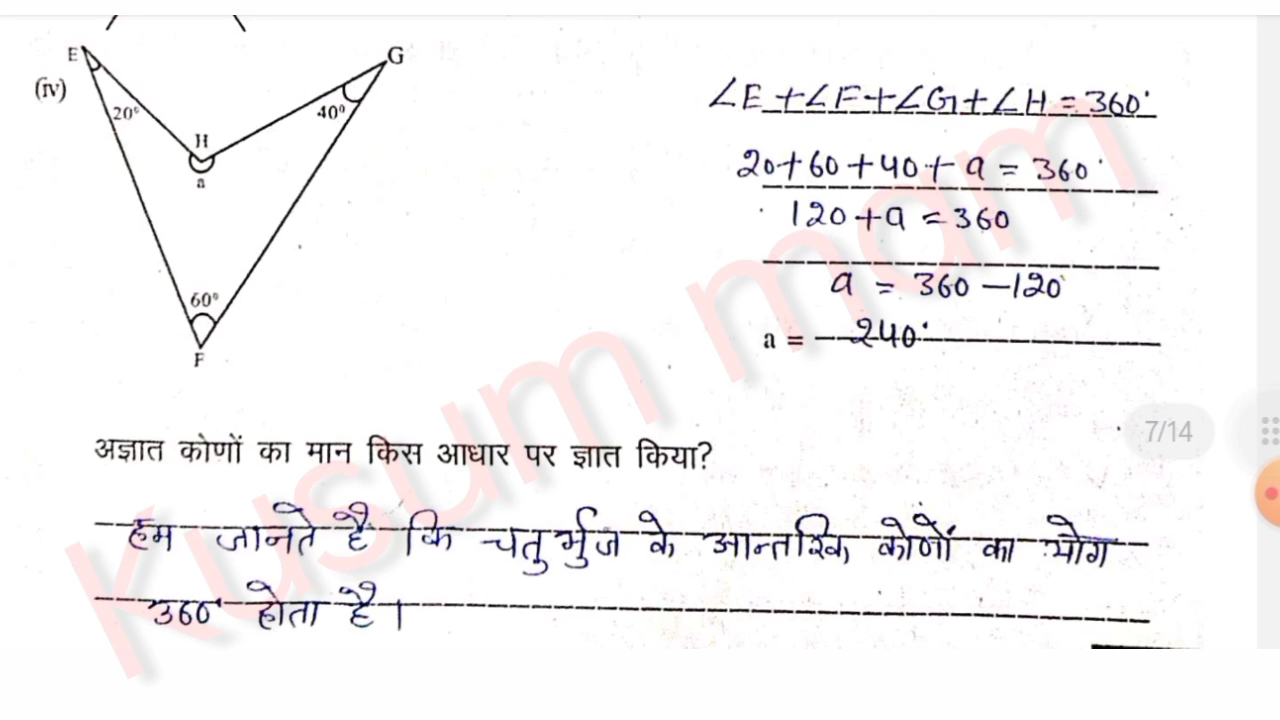 E
G
(iv)
20°
40°
H
a
60°
F
∠E+∠F+∠G+∠H=360°
20+60+40+a=360°
120+a=360
a = 360-120
a = 240°
अज्ञात कोणों का मान किस आधार पर ज्ञात किया?
हम जानते है कि चतुर्भुज के आन्तरिक कोणों का योग
360° होता है।
7/14
Kusum mam